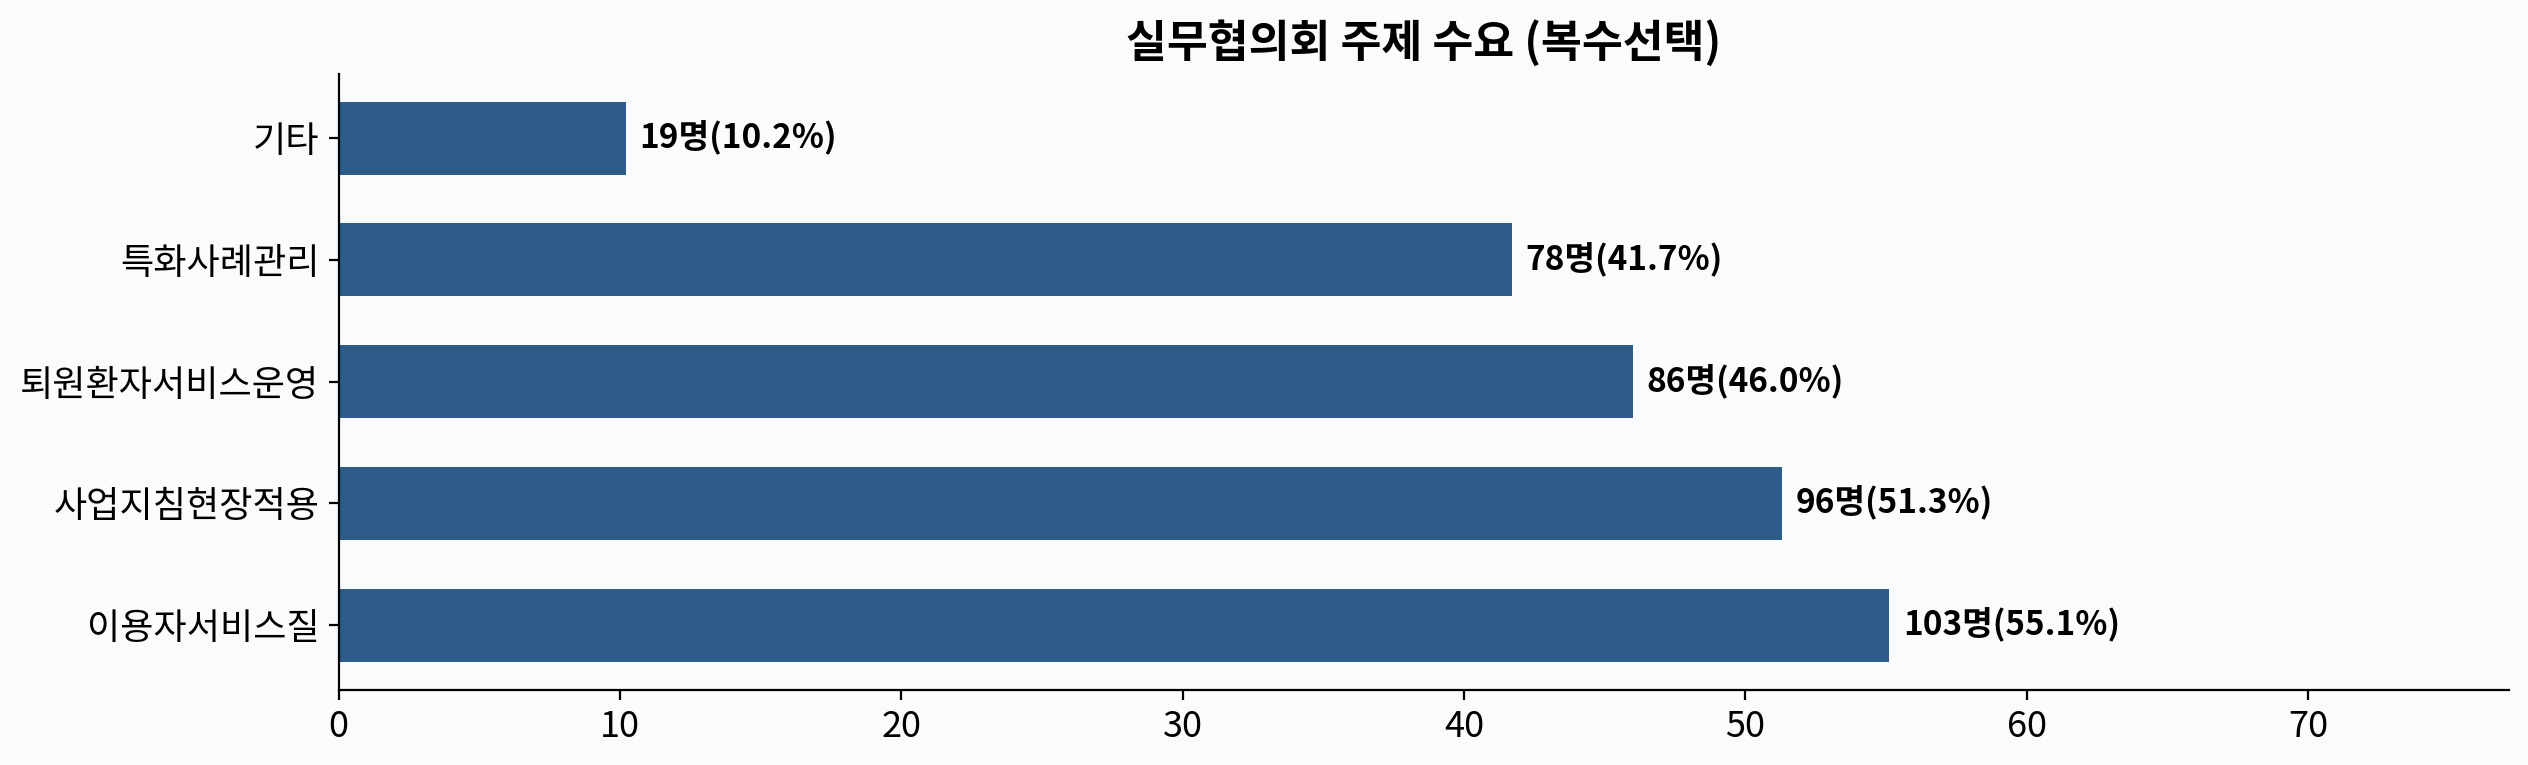 실무협의회 주제 수요 (복수선택)
기타 19명(10.2%)
특화사례관리 78명(41.7%)
퇴원환자서비스운영 86명(46.0%)
사업지침현장적용 96명(51.3%)
이용자서비스질 103명(55.1%)
0 10 20 30 40 50 60 70